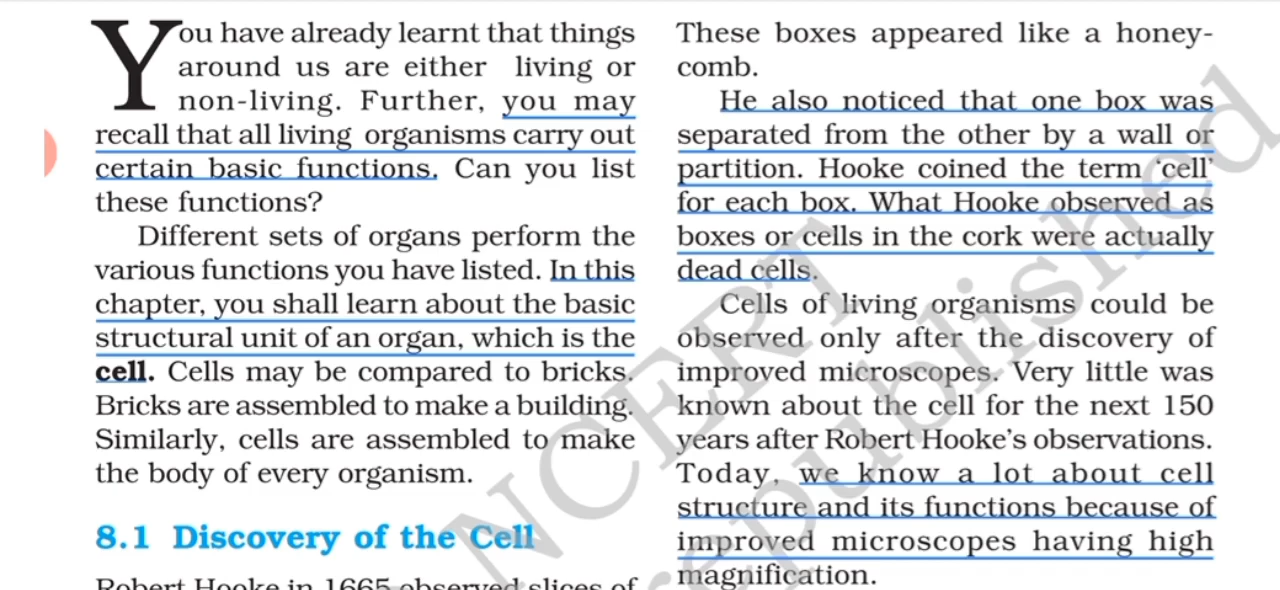 You have already learnt that things
around us are either living or
non-living. Further, you may
recall that all living organisms carry out
certain basic functions. Can you list
these functions?
Different sets of organs perform the
various functions you have listed. In this
chapter, you shall learn about the basic
structural unit of an organ, which is the
cell. Cells may be compared to bricks.
Bricks are assembled to make a building.
Similarly, cells are assembled to make
the body of every organism.
8.1 Discovery of the Cell
Robert Hooke in 1665 observed slices of
These boxes appeared like a honey-
comb.
He also noticed that one box was
separated from the other by a wall or
partition. Hooke coined the term 'cell'
for each box. What Hooke observed as
boxes or cells in the cork were actually
dead cells.
Cells of living organisms could be
observed only after the discovery of
improved microscopes. Very little was
known about the cell for the next 150
years after Robert Hooke's observations.
Today, we know a lot about cell
structure and its functions because of
improved microscopes having high
magnification.
NCERT
republished